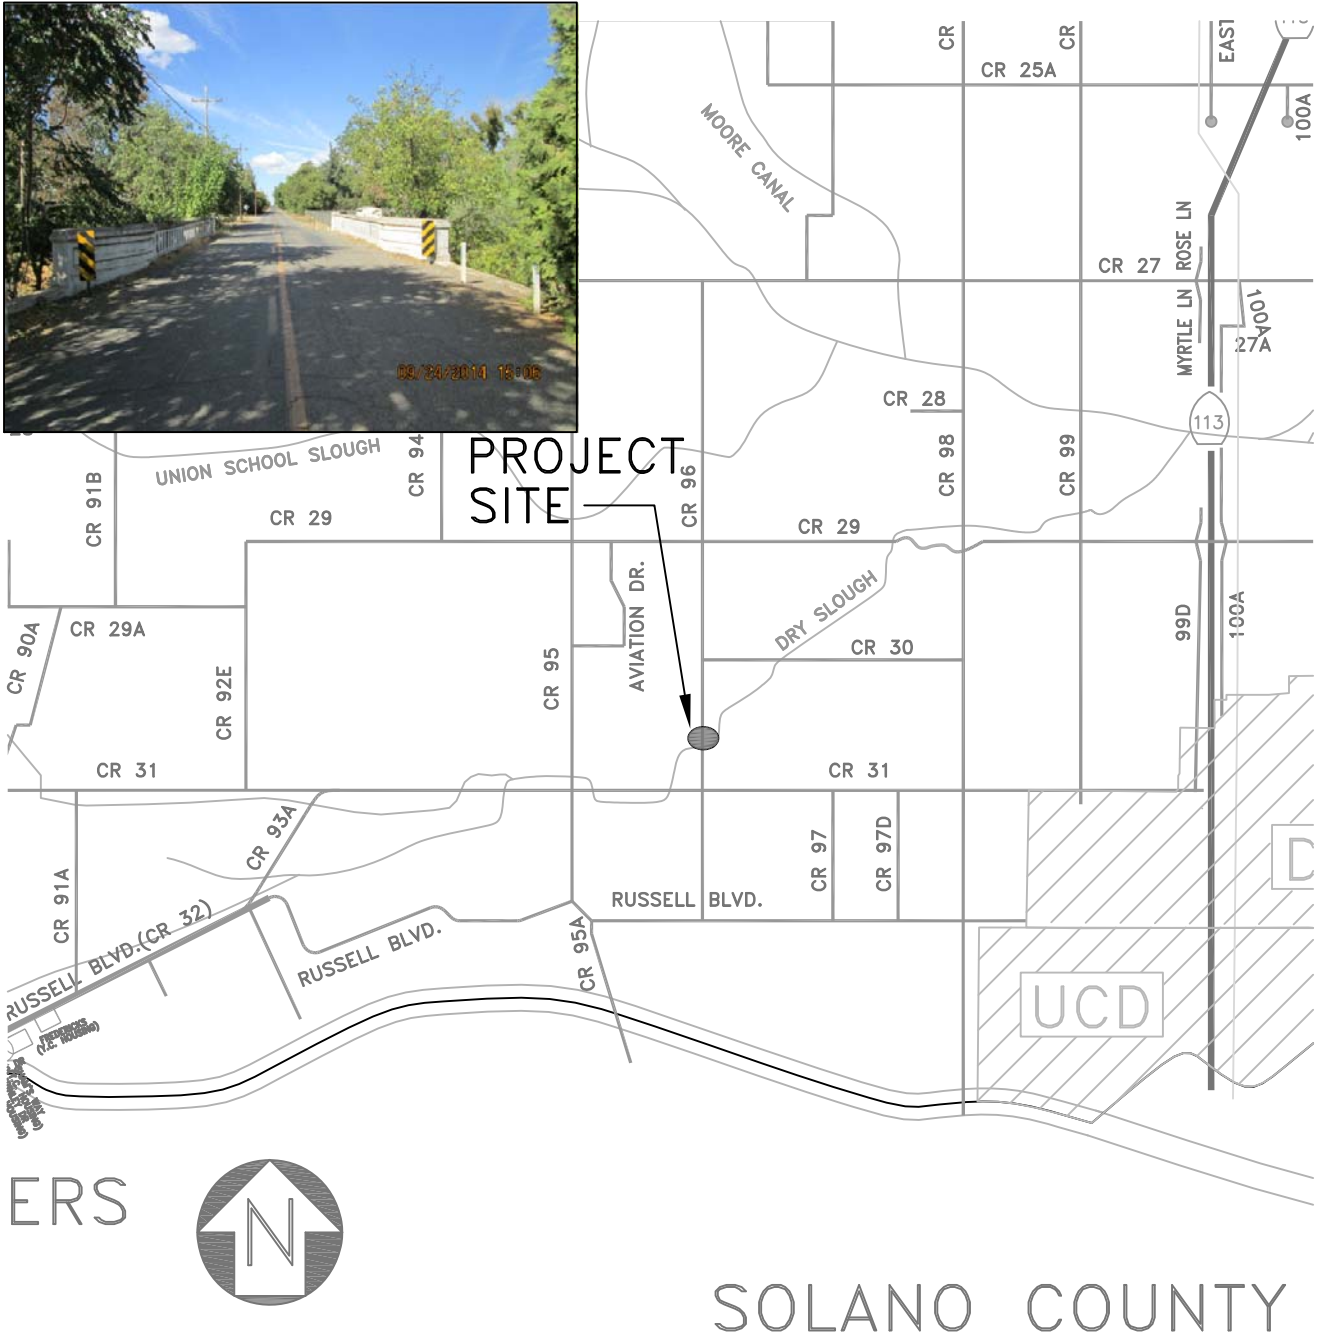 CR
CR
EAST
CR 25A
100A
MOORE CANAL
ROSE LN
CR 27
MYRTLE LN
100A
27A
09/24/2014 15:06
CR 28
113
UNION SCHOOL SLOUGH
CR 94
PROJECT
SITE
CR 96
CR 98
CR 99
CR 91B
CR 29
CR 29
AVIATION DR.
DRY SLOUGH
99D
100A
CR 90A
CR 29A
CR 92E
CR 95
CR 30
CR 31
CR 31
CR 93A
CR 97
CR 97D
D
CR 91A
RUSSELL BLVD.
RUSSELL BLVD.(CR 32)
RUSSELL BLVD.
CR 95A
UCD
FREDERICKS
(Y.C. HOUSING)
ERS
N
SOLANO COUNTY